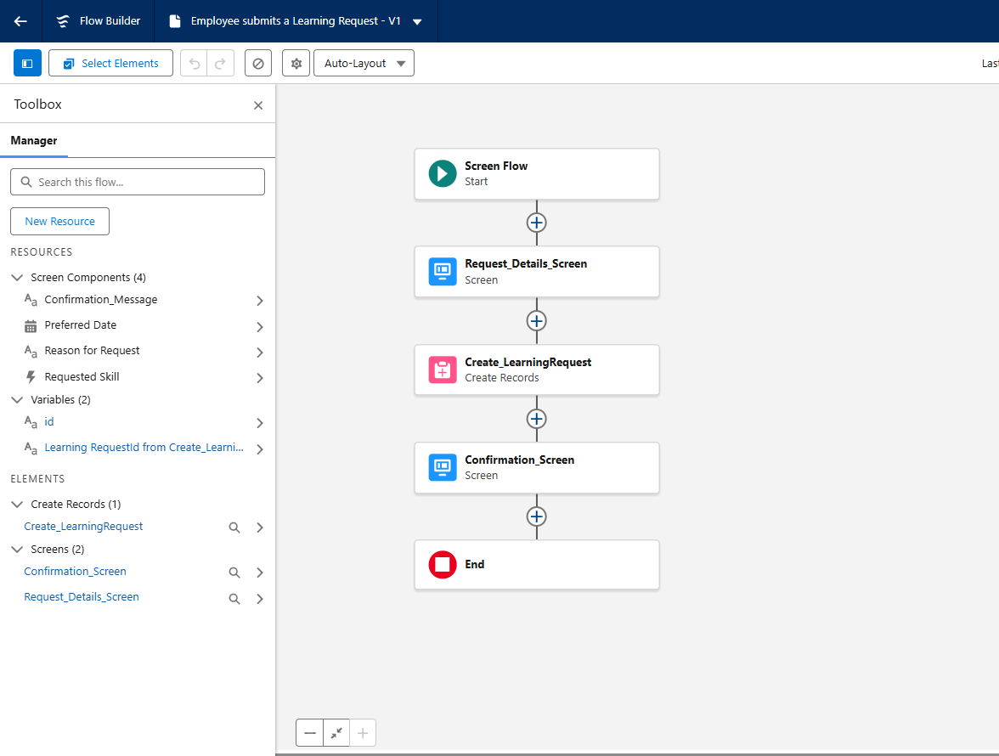 Flow Builder
Employee submits a Learning Request - V1
Select Elements
Auto-Layout
Toolbox
Manager
Search this flow...
New Resource
RESOURCES
Screen Components (4)
Confirmation_Message
Preferred Date
Reason for Request
Requested Skill
Variables (2)
id
Learning RequestId from Create_Learni...
ELEMENTS
Create Records (1)
Create_LearningRequest
Screens (2)
Confirmation_Screen
Request_Details_Screen
Screen Flow
Start
Request_Details_Screen
Screen
Create_LearningRequest
Create Records
Confirmation_Screen
Screen
End